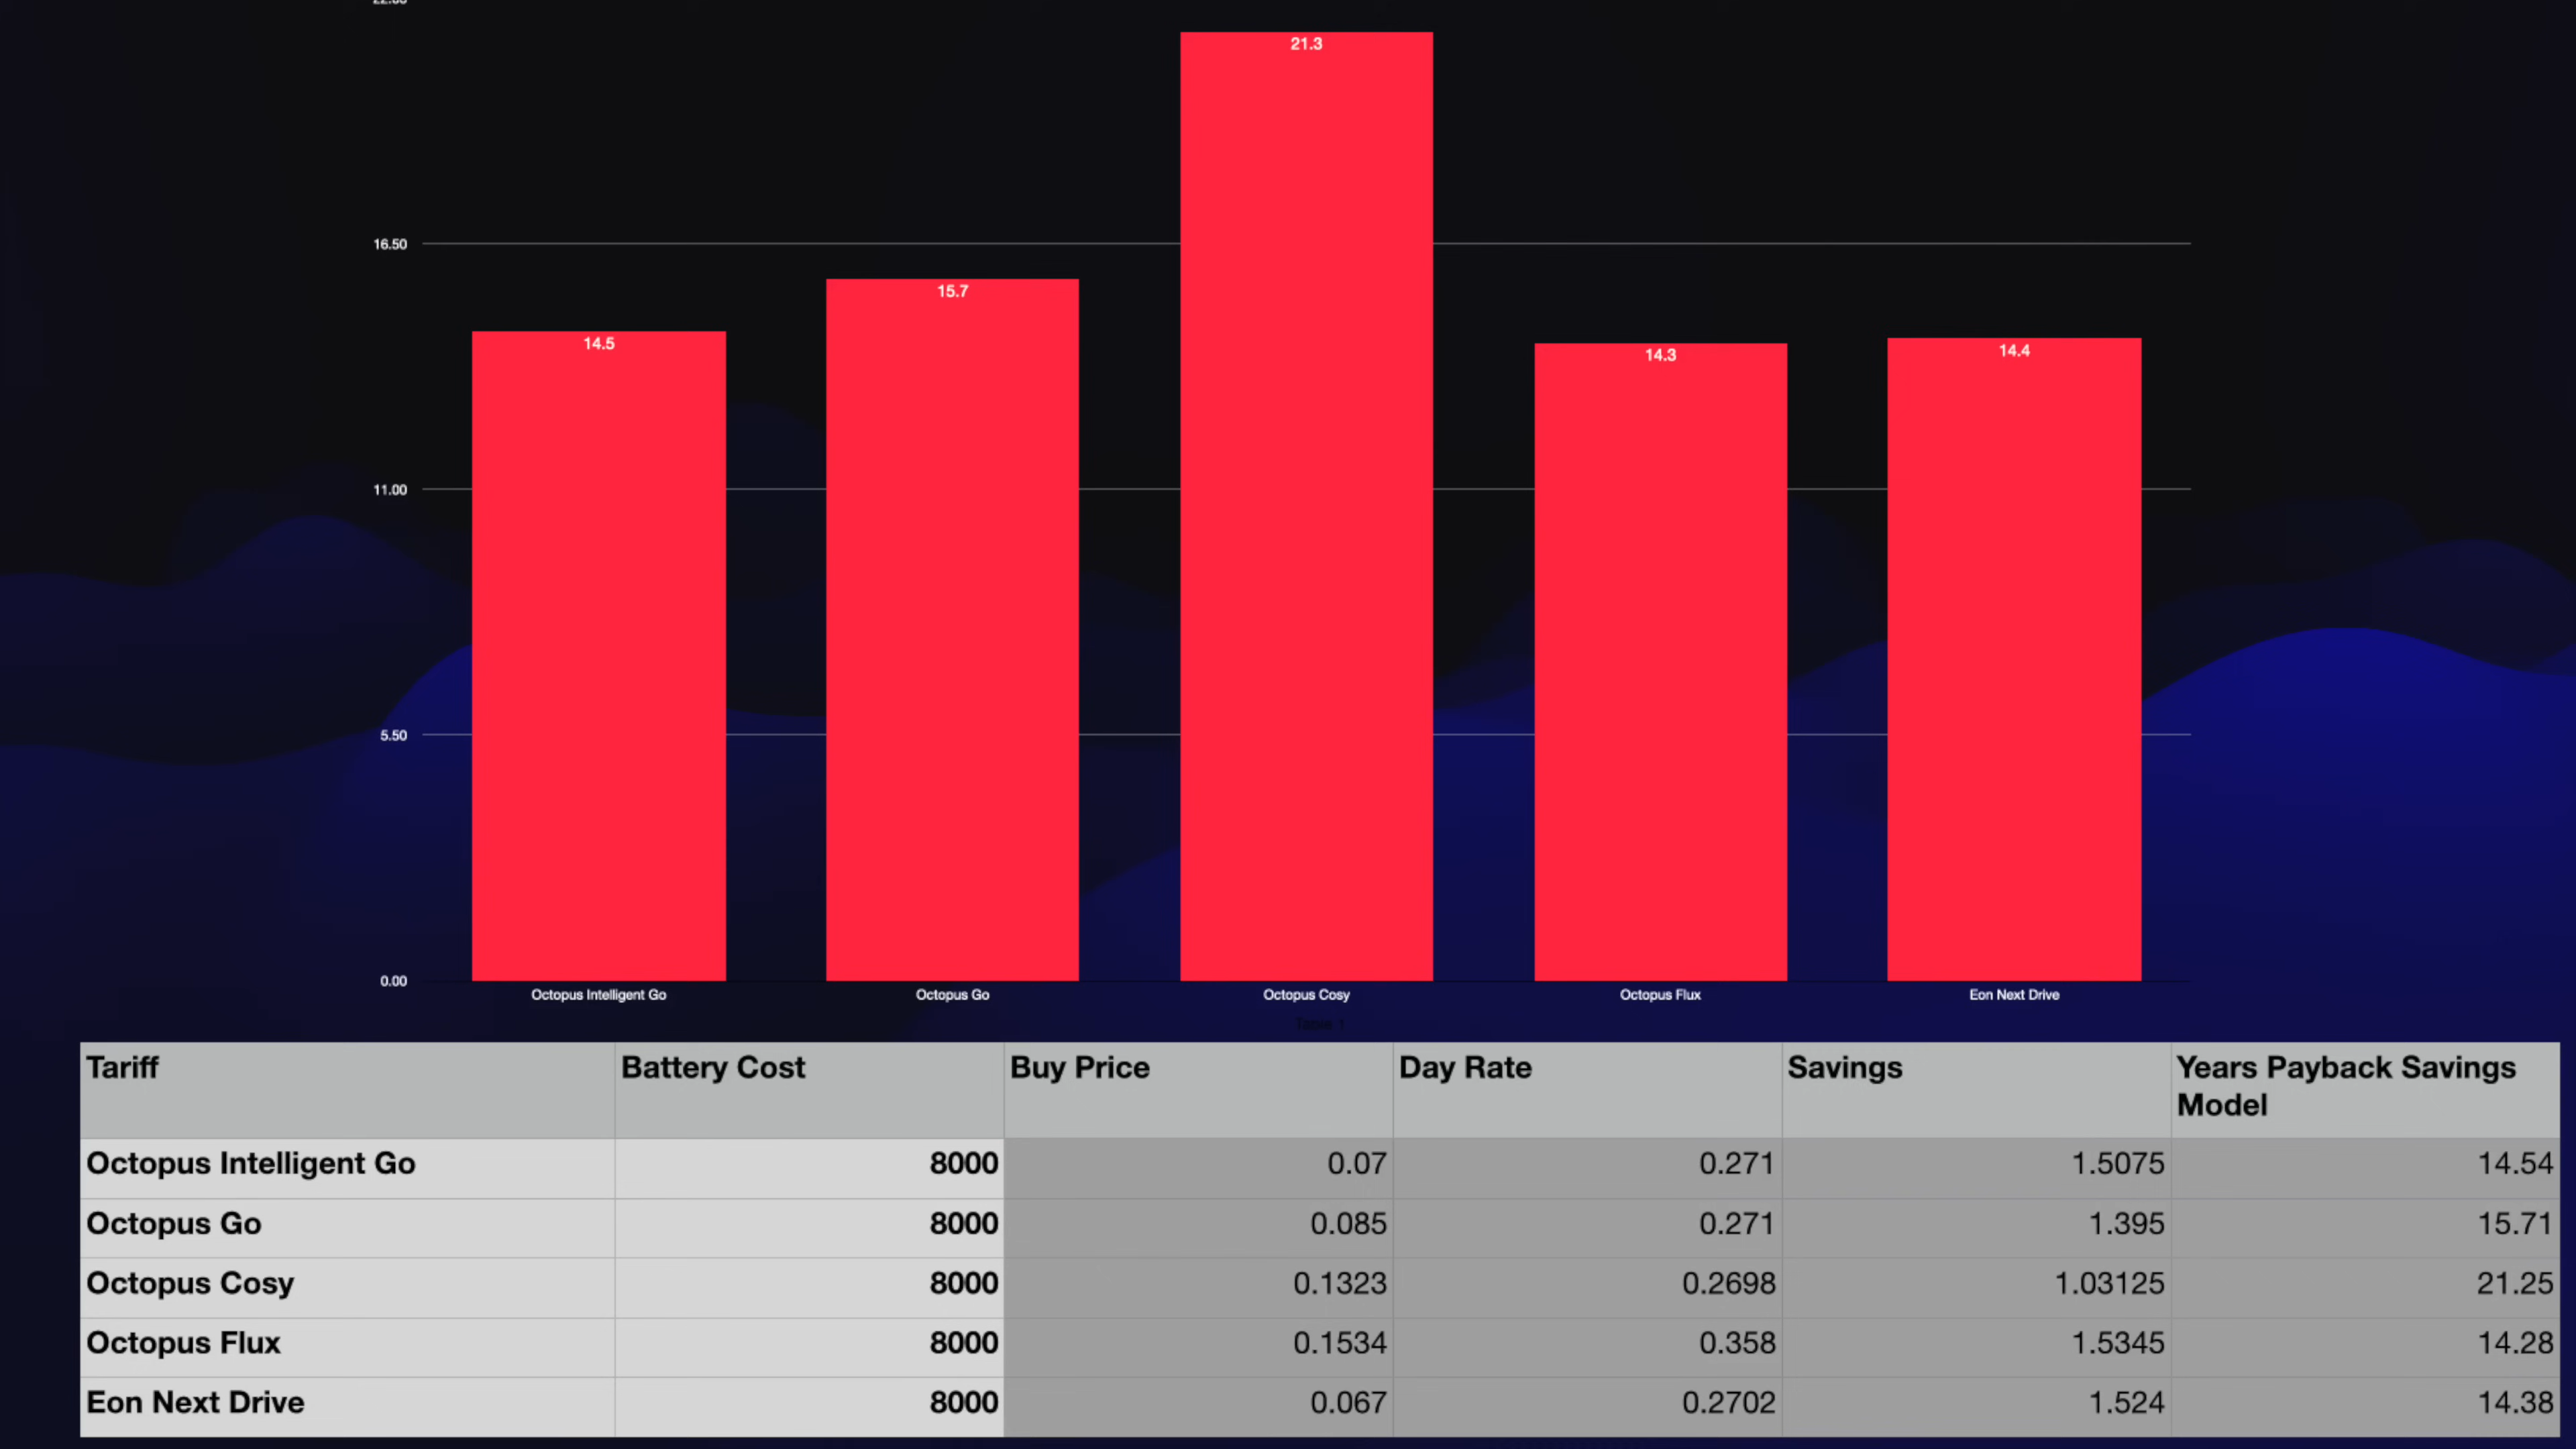 21.3
16.50
15.7
14.5
14.3
14.4
11.00
5.50
0.00
Octopus Intelligent Go Octopus Go Octopus Cosy Octopus Flux Eon Next Drive
Table 1
Tariff Battery Cost Buy Price Day Rate Savings Years Payback Savings
Model
Octopus Intelligent Go 8000 0.07 0.271 1.5075 14.54
Octopus Go 8000 0.085 0.271 1.395 15.71
Octopus Cosy 8000 0.1323 0.2698 1.03125 21.25
Octopus Flux 8000 0.1534 0.358 1.5345 14.28
Eon Next Drive 8000 0.067 0.2702 1.524 14.38